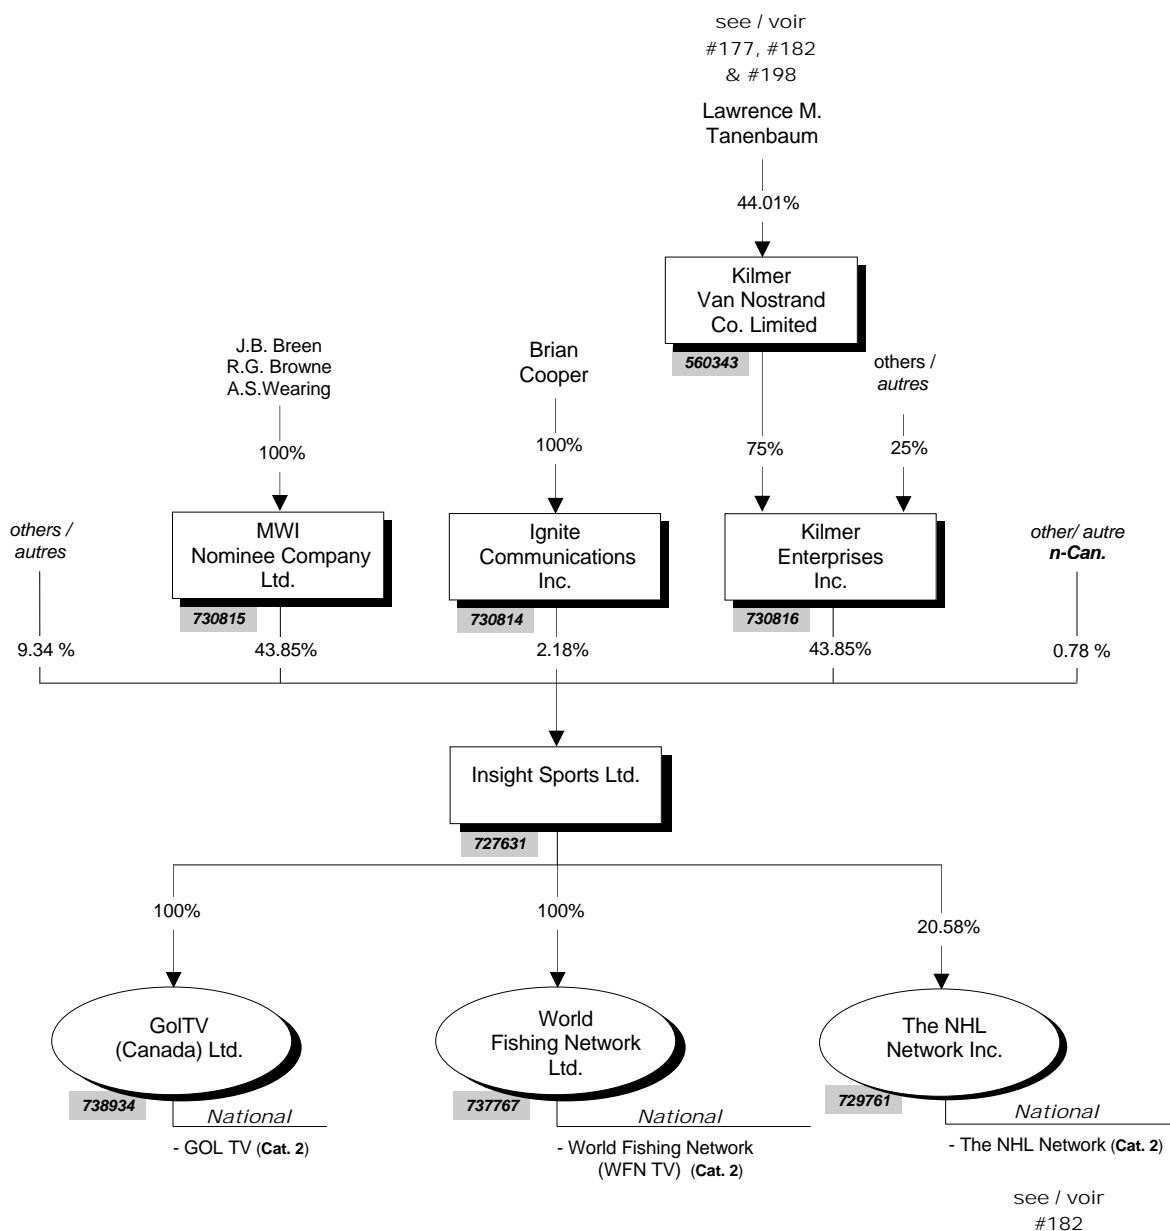 see / voir
#177, #182
& #198
Lawrence M.
Tanenbaum
44.01%
Kilmer
Van Nostrand
Co. Limited
560343
J.B. Breen
R.G. Browne
A.S.Wearing
Brian
Cooper
others /
autres
100%
100%
75%
25%
others /
autres
MWI
Nominee Company
Ltd.
730815
Ignite
Communications
Inc.
730814
Kilmer
Enterprises
Inc.
730816
other/ autre
n-Can.
9.34 %
43.85%
2.18%
43.85%
0.78 %
Insight Sports Ltd.
727631
100%
100%
20.58%
GolTV
(Canada) Ltd.
738934
National
- GOL TV (Cat. 2)
World
Fishing Network
Ltd.
737767
National
- World Fishing Network
(WFN TV) (Cat. 2)
The NHL
Network Inc.
729761
National
- The NHL Network (Cat. 2)
see / voir
#182